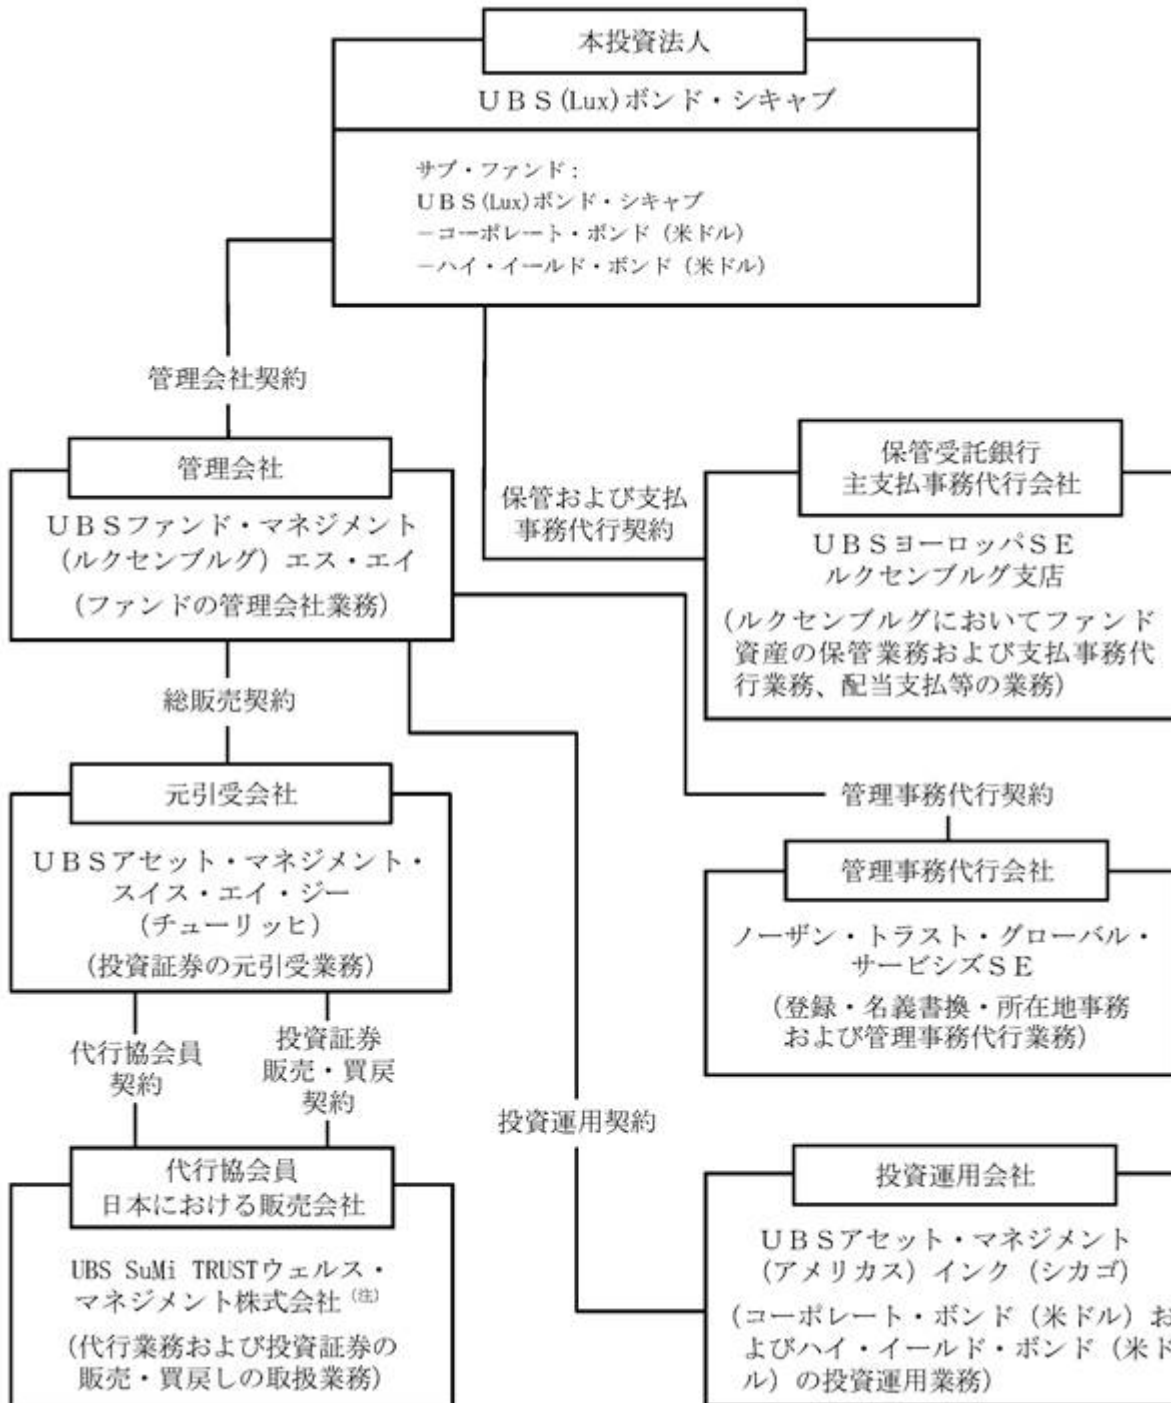 本投資法人
ＵＢＳ(Lux)ボンド・シキャブ
サブ・ファンド：
ＵＢＳ(Lux)ボンド・シキャブ
－コーポレート・ボンド（米ドル）
－ハイ・イールド・ボンド（米ドル）
管理会社契約
管理会社
ＵＢＳファンド・マネジメント
（ルクセンブルグ）エス・エイ
（ファンドの管理会社業務）
保管および支払
事務代行契約
保管受託銀行
主支払事務代行会社
ＵＢＳヨーロッパＳＥ
ルクセンブルグ支店
（ルクセンブルグにおいてファンド
資産の保管業務および支払事務代
行業務、配当支払等の業務）
総販売契約
元引受会社
ＵＢＳアセット・マネジメント・
スイス・エイ・ジー
（チューリッヒ）
（投資証券の元引受業務）
管理事務代行契約
管理事務代行会社
ノーザン・トラスト・グローバル・
サービシズＳＥ
（登録・名義書換・所在地事務
および管理事務代行業務）
代行協会員
契約
投資証券
販売・買戻
契約
投資運用契約
代行協会員
日本における販売会社
UBS SuMi TRUSTウェルス・
マネジメント株式会社（注）
（代行業務および投資証券の
販売・買戻しの取扱業務）
投資運用会社
ＵＢＳアセット・マネジメント
（アメリカス）インク（シカゴ）
（コーポレート・ボンド（米ドル）お
よびハイ・イールド・ボンド（米ド
ル）の投資運用業務）